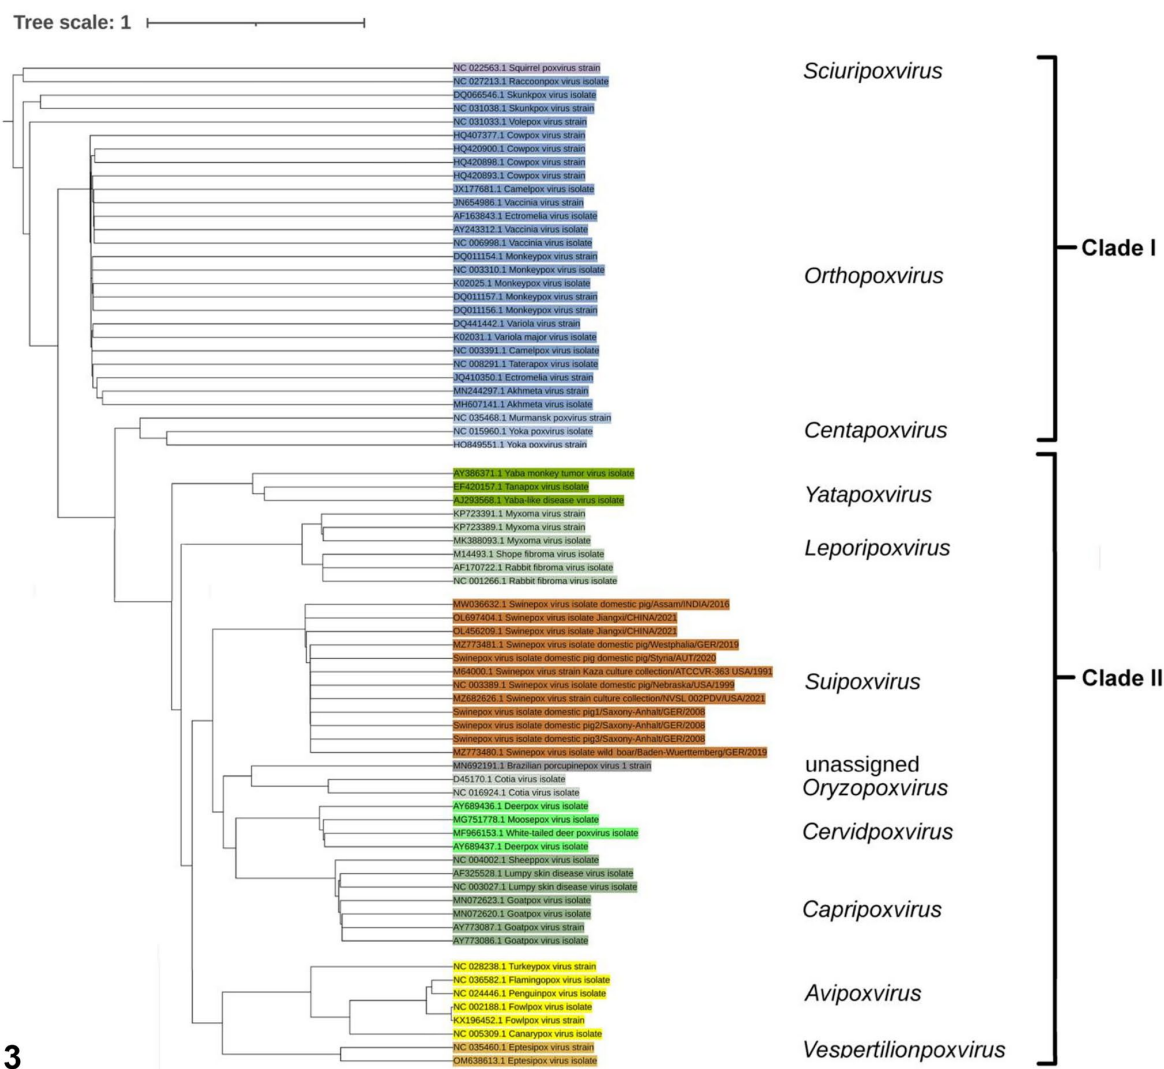 Tree scale: 1
NC 022563.1 Squirrel poxvirus strain
Sciuripoxvirus
NC 027213.1 Raccoonpox virus isolate
DQ066546.1 Skunkpox virus isolate
NC 031038.1 Skunkpox virus strain
NC 031033.1 Volepox virus strain
HQ407377.1 Cowpox virus strain
HQ420900.1 Cowpox virus strain
HQ420898.1 Cowpox virus strain
HQ420893.1 Cowpox virus strain
JX177681.1 Camelpox virus isolate
JN654986.1 Vaccinia virus strain
AF163843.1 Ectromelia virus isolate
AY243312.1 Vaccinia virus isolate
NC 006998.1 Vaccinia virus isolate
Clade I
DQ011154.1 Monkeypox virus strain
NC 003310.1 Monkeypox virus isolate
Orthopoxvirus
K02025.1 Monkeypox virus isolate
DQ011157.1 Monkeypox virus strain
DQ011156.1 Monkeypox virus strain
DQ441442.1 Variola virus strain
K02031.1 Variola major virus isolate
NC 003391.1 Camelpox virus isolate
NC 008291.1 Taterapox virus isolate
JQ410350.1 Ectromelia virus strain
MN244297.1 Akhmeta virus strain
MH607141.1 Akhmeta virus isolate
NC 035468.1 Murmansk poxvirus strain
NC 015960.1 Yoka poxvirus isolate
Centapoxvirus
HQ849551.1 Yoka poxvirus strain
AY386371.1 Yaba monkey tumor virus isolate
EF420157.1 Tanapox virus isolate
Yatapoxvirus
AJ293568.1 Yaba-like disease virus isolate
KP723391.1 Myxoma virus strain
KP723389.1 Myxoma virus strain
MK388093.1 Myxoma virus isolate
Leporipoxvirus
M14493.1 Shope fibroma virus isolate
AF170722.1 Rabbit fibroma virus isolate
NC 001266.1 Rabbit fibroma virus isolate
MW036632.1 Swinepox virus isolate domestic pig/Assam/INDIA/2016
OL697404.1 Swinepox virus isolate Jiangxi/CHINA/2021
OL456209.1 Swinepox virus isolate Jiangxi/CHINA/2021
MZ773481.1 Swinepox virus isolate domestic pig/Westphalia/GER/2019
Swinepox virus isolate domestic pig domestic pig/Styria/AUT/2020
M64000.1 Swinepox virus strain Kaza culture collection/ATCCVR-363 USA/1991
Suipoxvirus
Clade II
NC 003389.1 Swinepox virus isolate domestic pig/Nebraska/USA/1999
MZ682626.1 Swinepox virus strain culture collection/NVSL 002PDV/USA/2021
Swinepox virus isolate domestic pig1/Saxony-Anhalt/GER/2008
Swinepox virus isolate domestic pig2/Saxony-Anhalt/GER/2008
Swinepox virus isolate domestic pig3/Saxony-Anhalt/GER/2008
MZ773480.1 Swinepox virus isolate wild boar/Baden-Wuerttemberg/GER/2019
MN692191.1 Brazilian porcupinepox virus 1 strain
unassigned
D45170.1 Cotia virus isolate
Oryzopoxvirus
NC 016924.1 Cotia virus isolate
AY689436.1 Deerpox virus isolate
MG751778.1 Moosepox virus isolate
MF966153.1 White-tailed deer poxvirus isolate
Cervidpoxvirus
AY689437.1 Deerpox virus isolate
NC 004002.1 Sheeppox virus isolate
AF325528.1 Lumpy skin disease virus isolate
NC 003027.1 Lumpy skin disease virus isolate
MN072623.1 Goatpox virus isolate
Capripoxvirus
MN072620.1 Goatpox virus isolate
AY773087.1 Goatpox virus strain
AY773086.1 Goatpox virus isolate
NC 028238.1 Turkeypox virus strain
NC 036582.1 Flamingopox virus isolate
NC 024446.1 Penguinpox virus isolate
Avipoxvirus
NC 002188.1 Fowlpox virus isolate
KX196452.1 Fowlpox virus strain
NC 005309.1 Canarypox virus isolate
NC 035460.1 Eptesipox virus strain
Vespertilionpoxvirus
OM638613.1 Eptesipox virus isolate
3